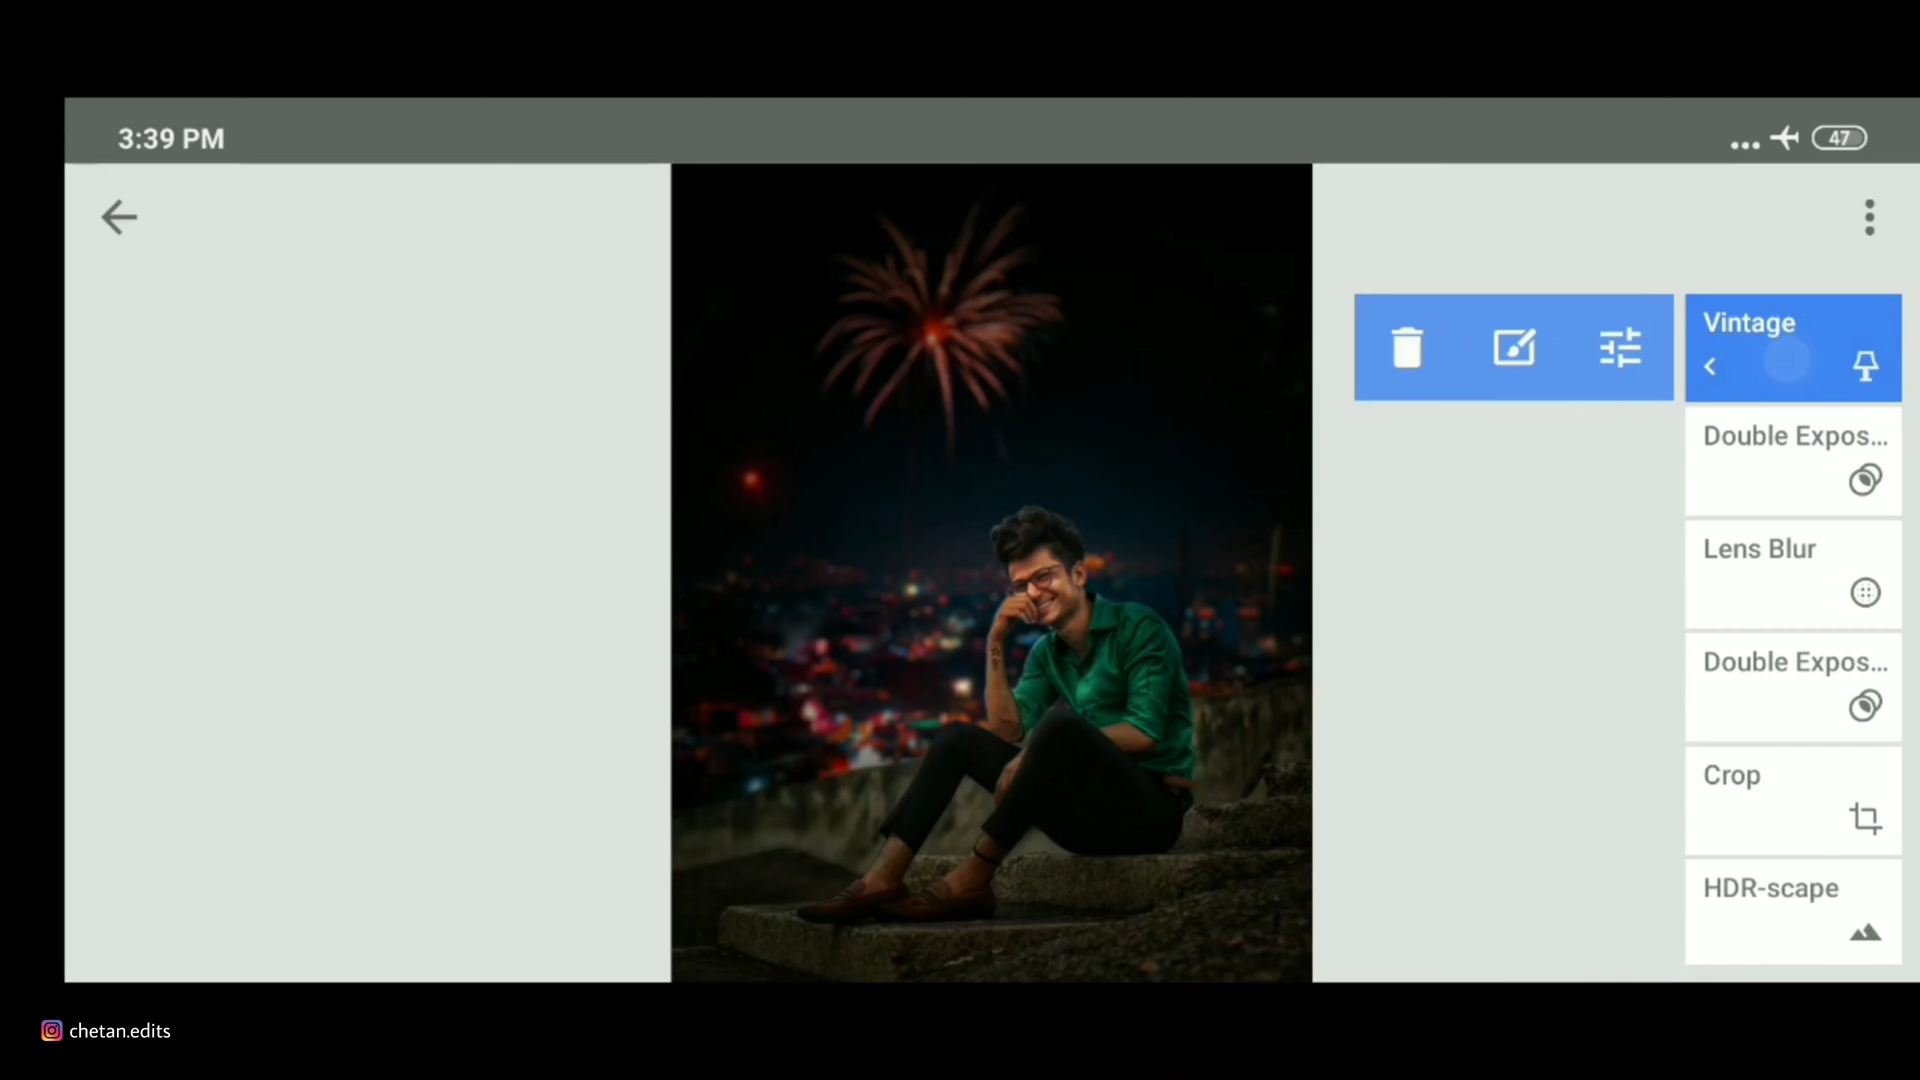 3:39 PM
47
Vintage
Double Expos...
Lens Blur
Double Expos...
Crop
HDR-scape
chetan.edits